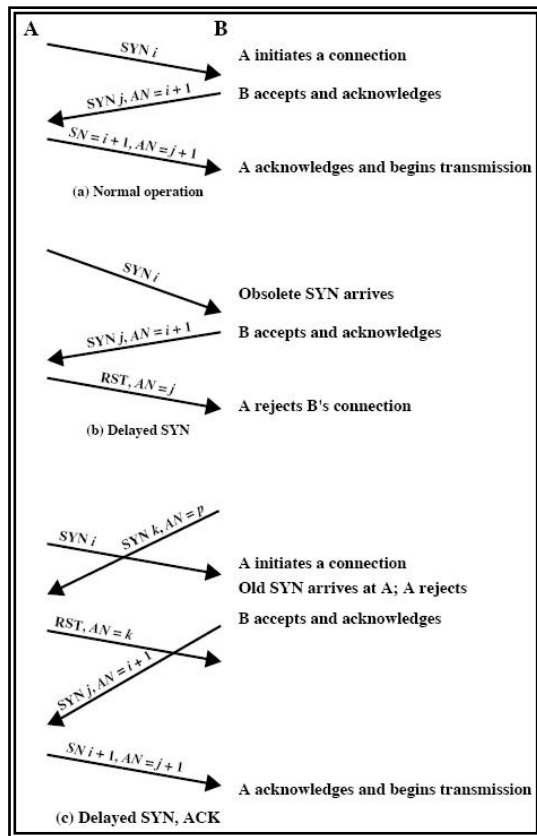 A B
SYN i
A initiates a connection
SYN j, AN = i + 1
B accepts and acknowledges
SN = i + 1, AN = j + 1
A acknowledges and begins transmission
(a) Normal operation
SYN i
Obsolete SYN arrives
SYN j, AN = i + 1
B accepts and acknowledges
RST, AN = j
A rejects B's connection
(b) Delayed SYN
SYN k, AN = p
SYN i
A initiates a connection
Old SYN arrives at A; A rejects
B accepts and acknowledges
RST, AN = k
SYN j, AN = i + 1
SN i + 1, AN = j + 1
A acknowledges and begins transmission
(c) Delayed SYN, ACK